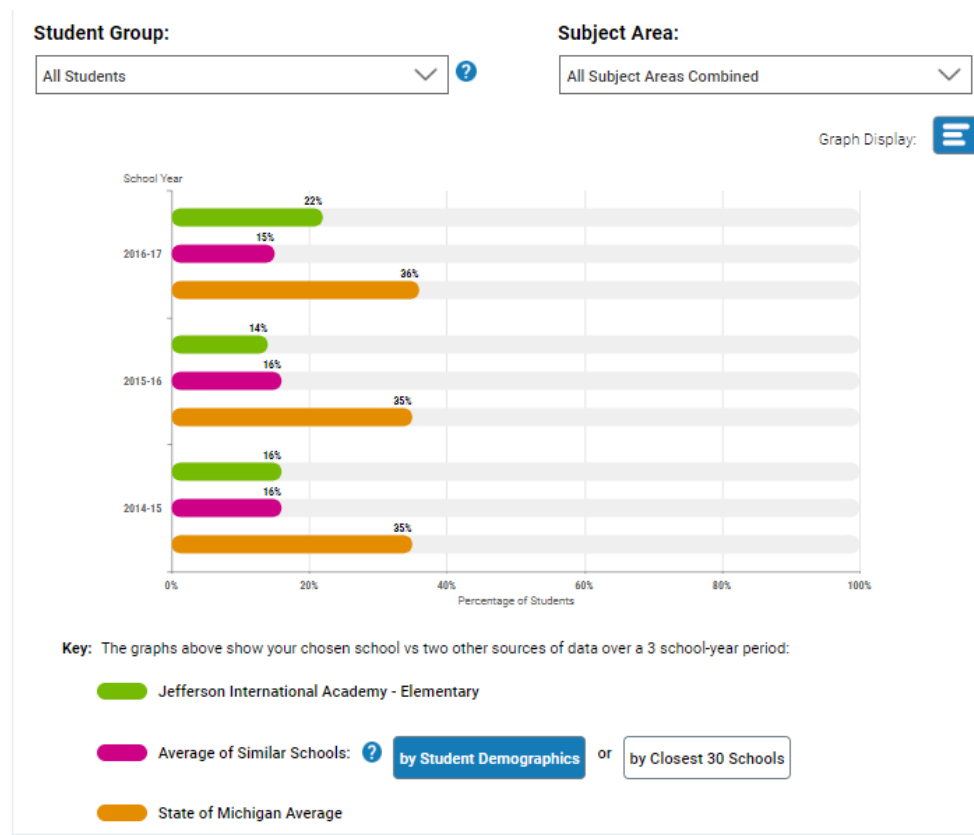 Student Group:
Subject Area:
All Students
?
All Subject Areas Combined
Graph Display:
School Year
22%
15%
2016-17
36%
14%
16%
2015-16
35%
16%
16%
2014-15
35%
0% 20% 40% 60% 80% 100%
Percentage of Students
Key: The graphs above show your chosen school vs two other sources of data over a 3 school-year period:
Jefferson International Academy - Elementary
Average of Similar Schools: ? by Student Demographics or by Closest 30 Schools
State of Michigan Average